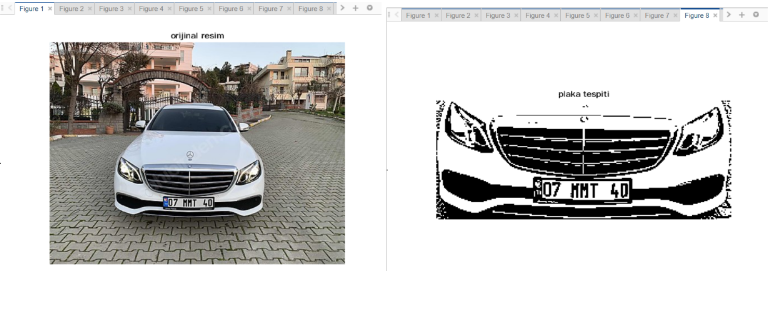 Figure 1 × Figure 2 × Figure 3 × Figure 4 × Figure 5 × Figure 6 × Figure 7 × Figure 8 ×
orijinal resim
07 MMT 40
Figure 1 × Figure 2 × Figure 3 × Figure 4 × Figure 5 × Figure 6 × Figure 7 × Figure 8 ×
plaka tespiti
07 MMT 40